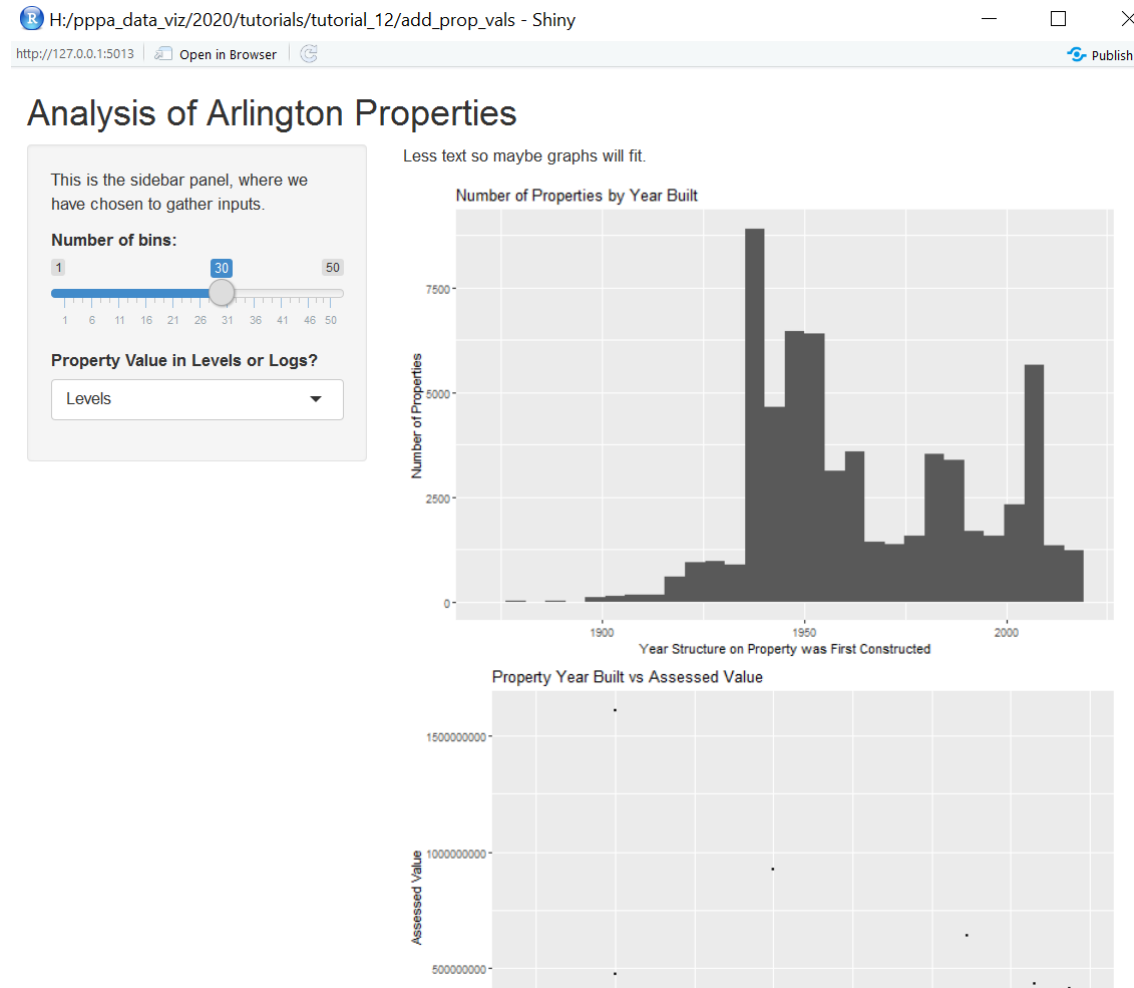 H:/pppa_data_viz/2020/tutorials/tutorial_12/add_prop_vals - Shiny
http://127.0.0.1:5013
Open in Browser
Publish
Analysis of Arlington Properties
This is the sidebar panel, where we
have chosen to gather inputs.
Number of bins:
1
30
50
1 6 11 16 21 26 31 36 41 46 50
Property Value in Levels or Logs?
Levels
Less text so maybe graphs will fit.
Number of Properties by Year Built
Number of Properties
7500
5000
2500
0
1900 1950 2000
Year Structure on Property was First Constructed
Property Year Built vs Assessed Value
Assessed Value
1500000000
1000000000
500000000